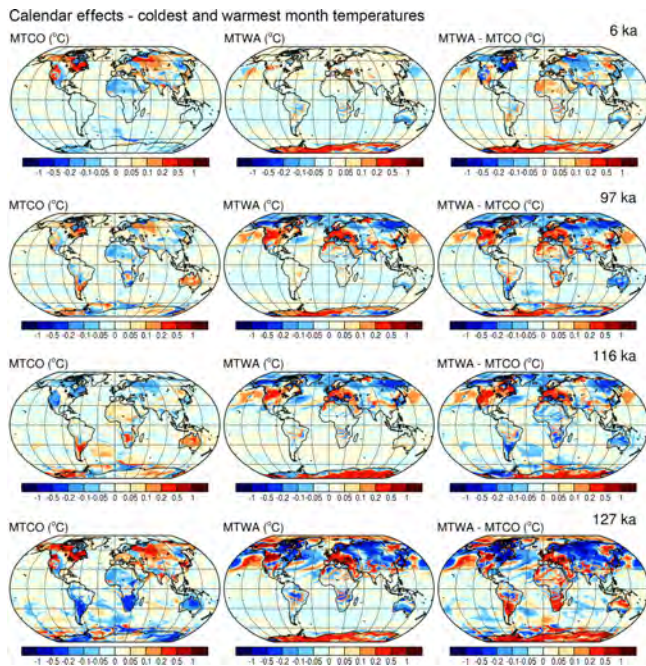 Calendar effects - coldest and warmest month temperatures
6 ka
MTCO (°C) MTWA (°C) MTWA - MTCO (°C)
-1 -0.5 -0.2 -0.1 -0.05 0 0.05 0.1 0.2 0.5 1 -1 -0.5 -0.2 -0.1 -0.05 0 0.05 0.1 0.2 0.5 1 -1 -0.5 -0.2 -0.1 -0.05 0 0.05 0.1 0.2 0.5 1
97 ka
MTCO (°C) MTWA (°C) MTWA - MTCO (°C)
-1 -0.5 -0.2 -0.1 -0.05 0 0.05 0.1 0.2 0.5 1 -1 -0.5 -0.2 -0.1 -0.05 0 0.05 0.1 0.2 0.5 1 -1 -0.5 -0.2 -0.1 -0.05 0 0.05 0.1 0.2 0.5 1
116 ka
MTCO (°C) MTWA (°C) MTWA - MTCO (°C)
-1 -0.5 -0.2 -0.1 -0.05 0 0.05 0.1 0.2 0.5 1 -1 -0.5 -0.2 -0.1 -0.05 0 0.05 0.1 0.2 0.5 1 -1 -0.5 -0.2 -0.1 -0.05 0 0.05 0.1 0.2 0.5 1
127 ka
MTCO (°C) MTWA (°C) MTWA - MTCO (°C)
-1 -0.5 -0.2 -0.1 -0.05 0 0.05 0.1 0.2 0.5 1 -1 -0.5 -0.2 -0.1 -0.05 0 0.05 0.1 0.2 0.5 1 -1 -0.5 -0.2 -0.1 -0.05 0 0.05 0.1 0.2 0.5 1